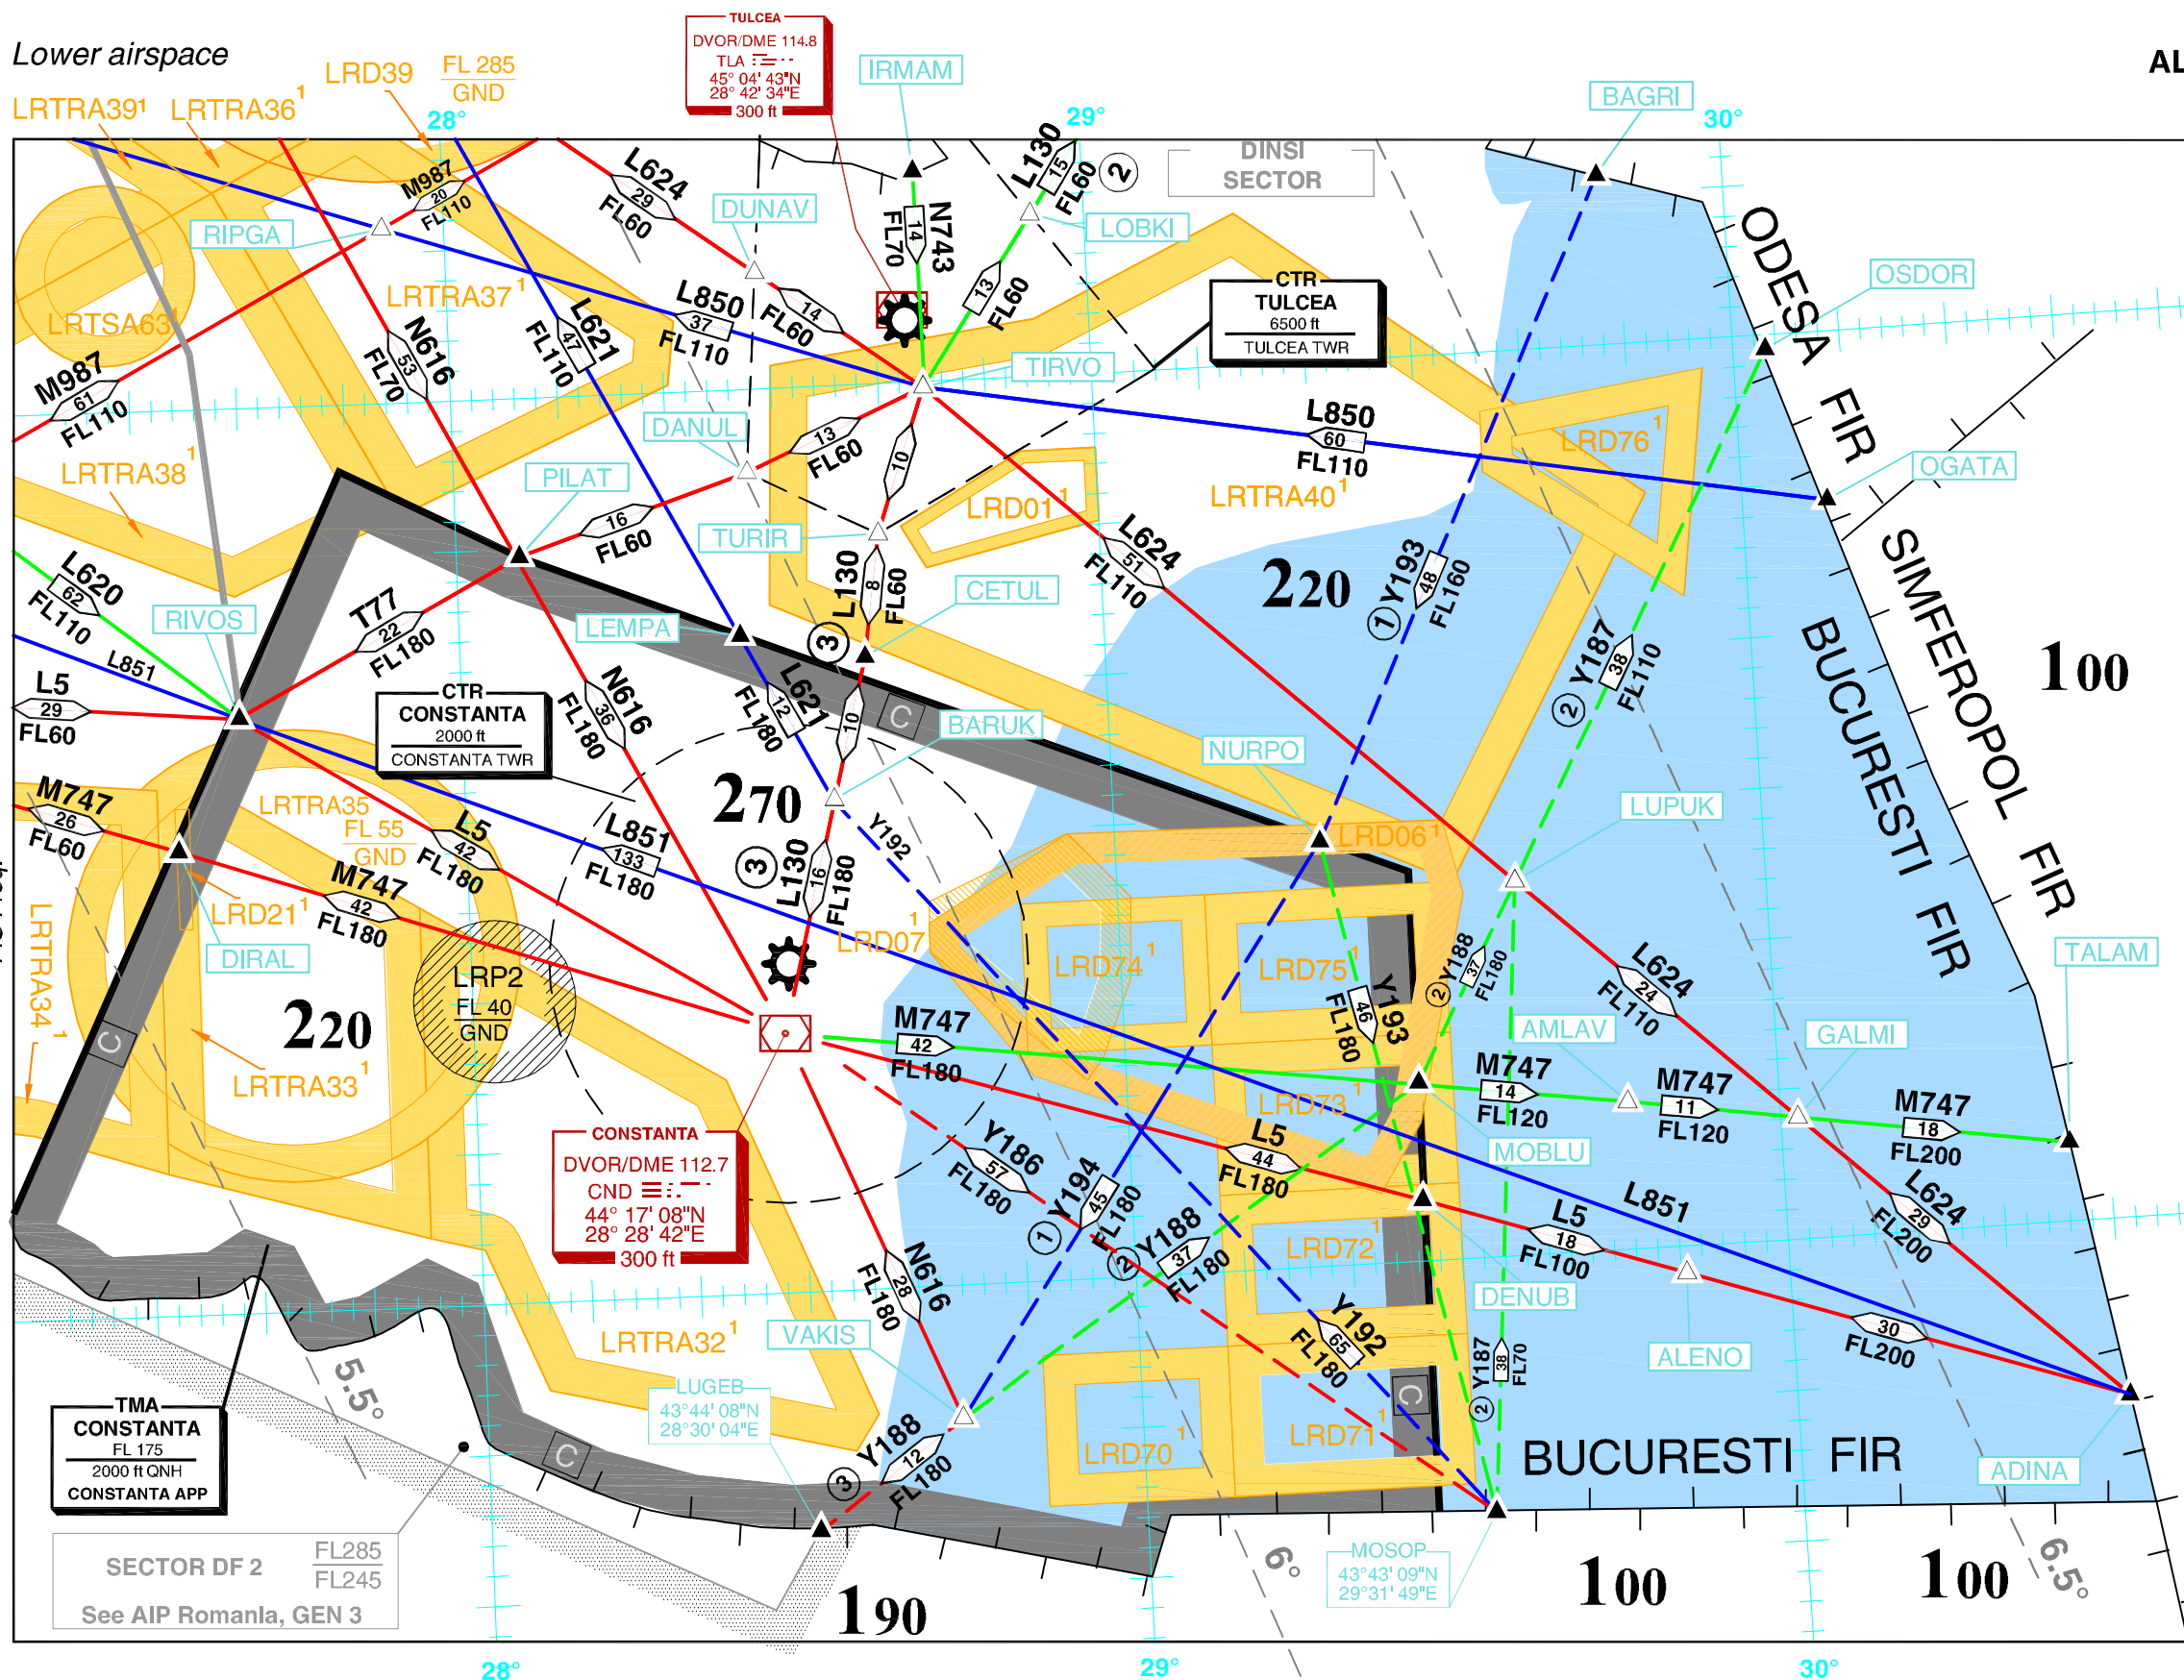 Lower airspace
TULCEA
DVOR/DME 114.8
TLA
45° 04' 43"N
28° 42' 34"E
300 ft
IRMAM
BAGRI
AL
LRTRA39¹
LRTRA36¹
LRD39
FL 285
GND
28°
29°
30°
DINSI
SECTOR
M987
20
FL110
L624
29
FL60
DUNAV
N743
14
FL70
L130
15
FL60
2
LOBKI
RIPGA
LRTRA37¹
LRTSA63¹
L850
37
FL110
14
FL60
13
FL60
CTR
TULCEA
6500 ft
TULCEA TWR
ODESA FIR
OSDOR
M987
61
FL110
N616
53
FL70
L621
47
FL110
TIRVO
DANUL
13
FL60
10
L850
60
FL110
LRD76¹
OGATA
LRTRA38¹
PILAT
16
FL60
TURIR
LRD01¹
LRTRA40¹
L624
51
FL110
SIMFEROPOL FIR
L620
62
FL110
RIVOS
T77
22
FL180
LEMPA
L130
8
FL60
3
CETUL
220
1
Y193
48
FL160
2
Y187
38
FL110
BUCURESTI FIR
100
L851
L5
29
FL60
CTR
CONSTANTA
2000 ft
CONSTANTA TWR
N616
36
FL180
L621
12
FL180
10
C
BARUK
NURPO
LUPUK
270
M747
26
FL60
LRTRA35
FL 55
GND
L5
42
FL180
L851
133
FL180
Y192
3
L130
16
FL180
LRD06¹
M747
42
FL180
LRD21¹
DIRAL
LRTRA34¹
LRP2
FL 40
GND
LRD07¹
LRD74¹
LRD75¹
Y193
46
FL180
2
Y188
37
FL180
L624
24
FL110
TALAM
220
C
LRTRA33¹
M747
42
FL180
AMLAV
GALMI
LRD73¹
M747
14
FL120
M747
11
FL120
M747
18
FL200
CONSTANTA
DVOR/DME 112.7
CND
44° 17' 08"N
28° 28' 42"E
300 ft
Y186
57
FL180
L5
44
FL180
MOBLU
1
Y194
45
FL180
2
Y188
37
FL180
LRD72¹
L5
18
FL100
L851
L624
29
FL200
N616
28
FL180
DENUB
LRTRA32¹
VAKIS
Y192
65
FL180
Y187
38
FL70
2
ALENO
30
FL200
5.5°
LUGEB
43°44' 08"N
28°30' 04"E
TMA
CONSTANTA
FL 175
2000 ft QNH
CONSTANTA APP
C
3
Y188
12
FL180
LRD70¹
LRD71¹
C
BUCURESTI FIR
ADINA
SECTOR DF 2
FL285
FL245
See AIP Romania, GEN 3
190
6°
MOSOP
43°43' 09"N
29°31' 49"E
100
100
6.5°
28°
29°
30°